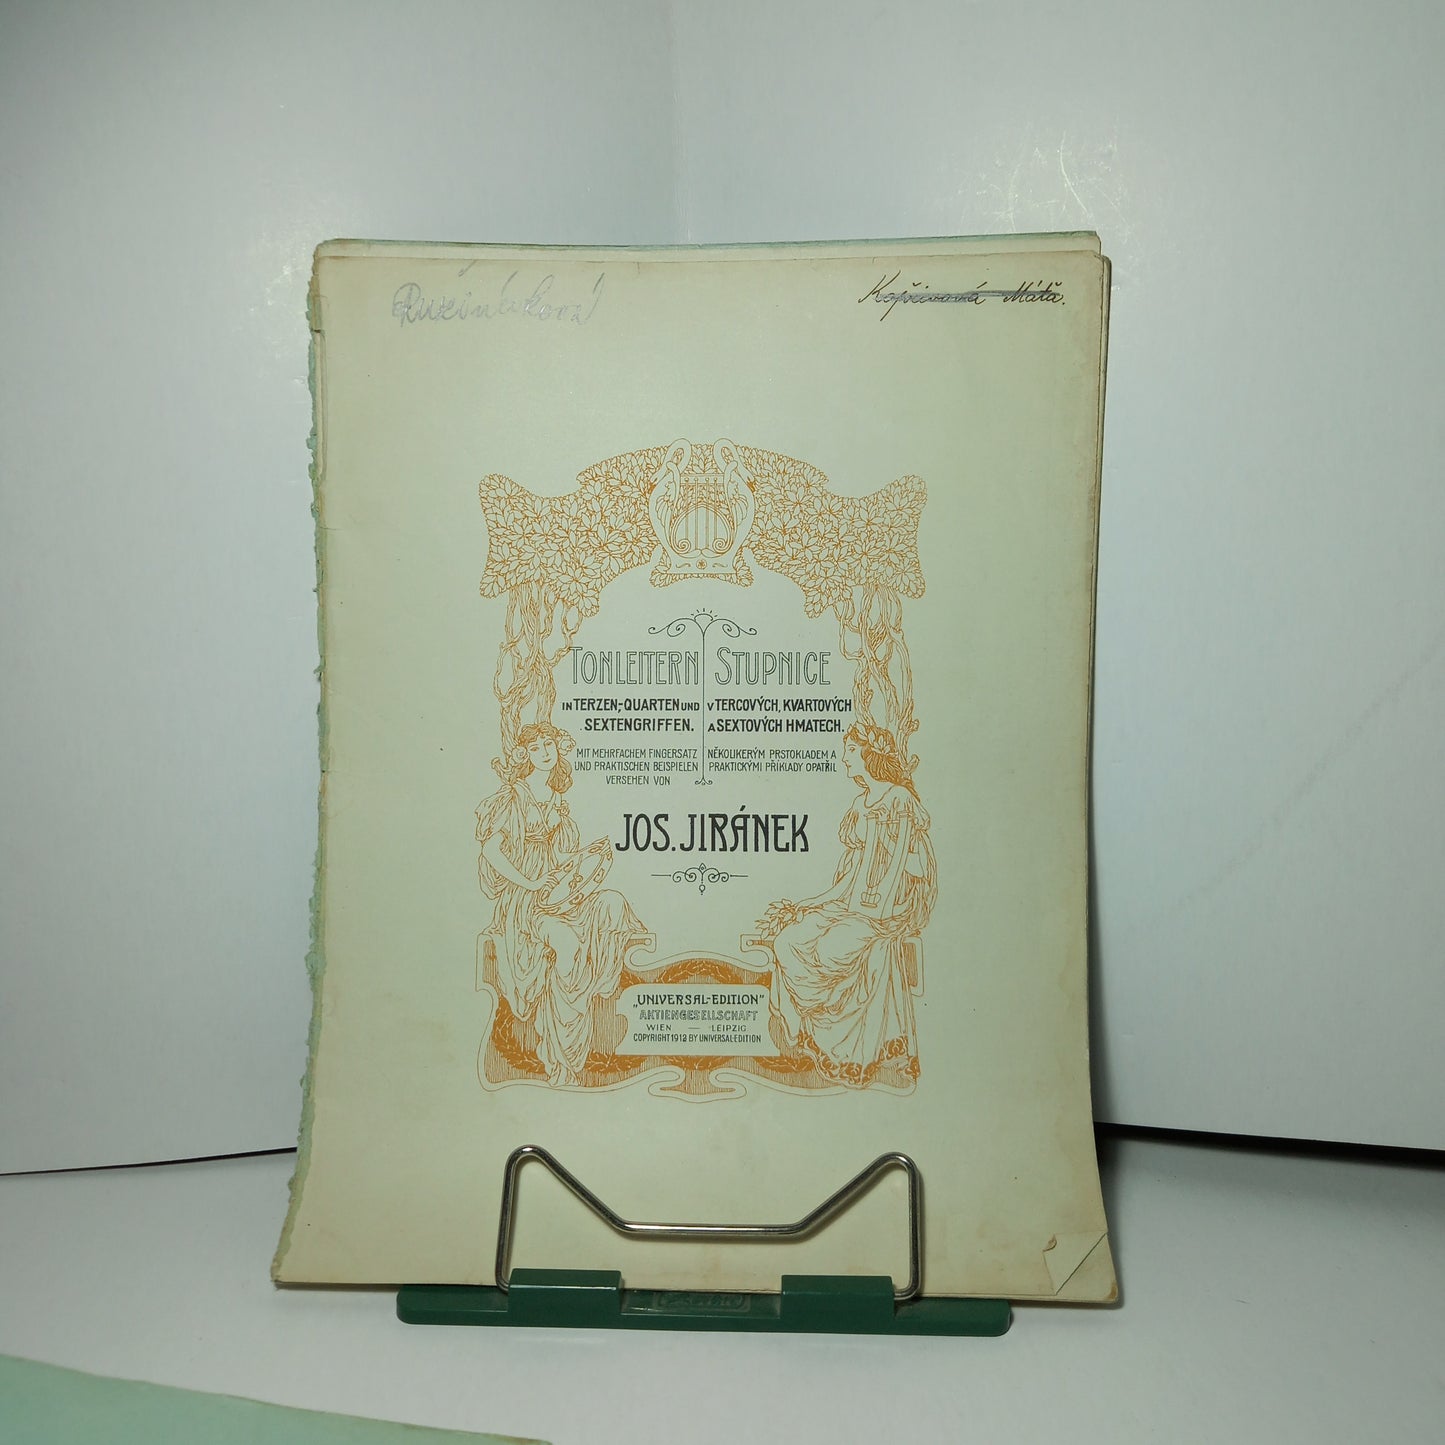 Kopřivová Máťa.
TONLEITERN
IN TERZEN-, QUARTEN UND
SEXTENGRIFFEN.
MIT MEHRFACHEM FINGERSATZ
UND PRAKTISCHEN BEISPIELEN
VERSEHEN VON
STUPNICE
V TERCOVÝCH, KVARTOVÝCH
A SEXTOVÝCH HMATECH.
NĚKOLIKERÝM PRSTOKLADEM A
PRAKTICKÝMI PŘÍKLADY OPATŘIL
JOS. JIRÁNEK
„UNIVERSAL-EDITION"
AKTIENGESELLSCHAFT
WIEN — LEIPZIG
COPYRIGHT 1912 BY UNIVERSAL-EDITION